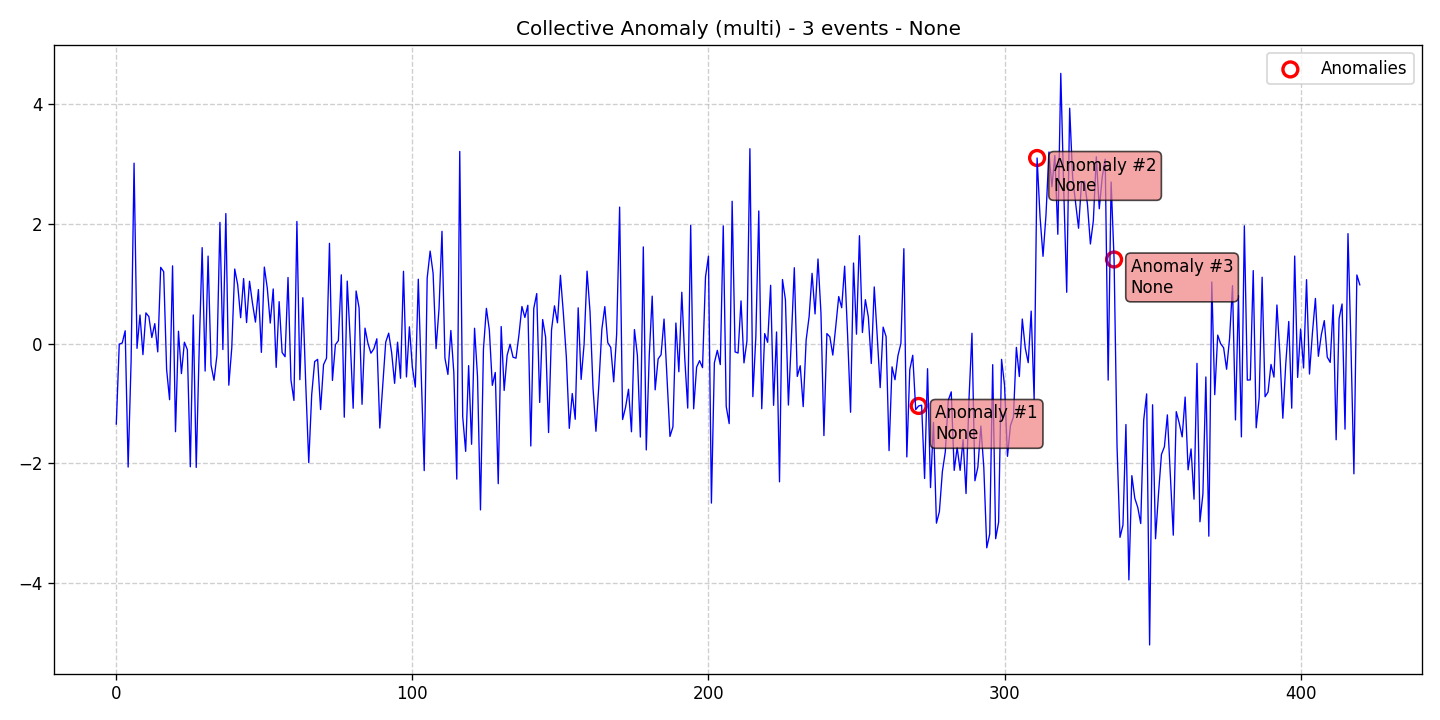 Collective Anomaly (multi) - 3 events - None
Anomalies
4
2
0
−2
−4
Anomaly #2
None
Anomaly #3
None
Anomaly #1
None
0
100
200
300
400